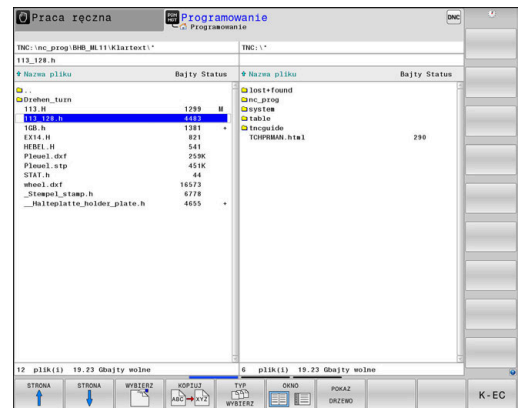 Praca ręczna
Programowanie
Programowanie
DNC
TNC:\nc_prog\BHB_ML11\Klartext\*
113_128.h
Nazwa pliku Bajty Status
..
Drehen_turn
113.H 1299 M
113_128.h 4483
1GB.h 1381 +
EX14.H 821
HEBEL.H 541
Pleuel.dxf 259K
Pleuel.stp 451K
STAT.h 44
wheel.dxf 16573
_Stempel_stamp.h 6778
__Halteplatte_holder_plate.h 4655 +
12 plik(i) 19.23 Gbajty wolne
TNC:\*
Nazwa pliku Bajty Status
lost+found
nc_prog
system
table
tncguide
TCHPRMAN.html 290
6 plik(i) 19.23 Gbajty wolne
STRONA
STRONA
WYBIERZ
KOPIUJ
ABC XYZ
TYP
WYBIERZ
OKNO
POKAZ
DRZEWO
K-EC